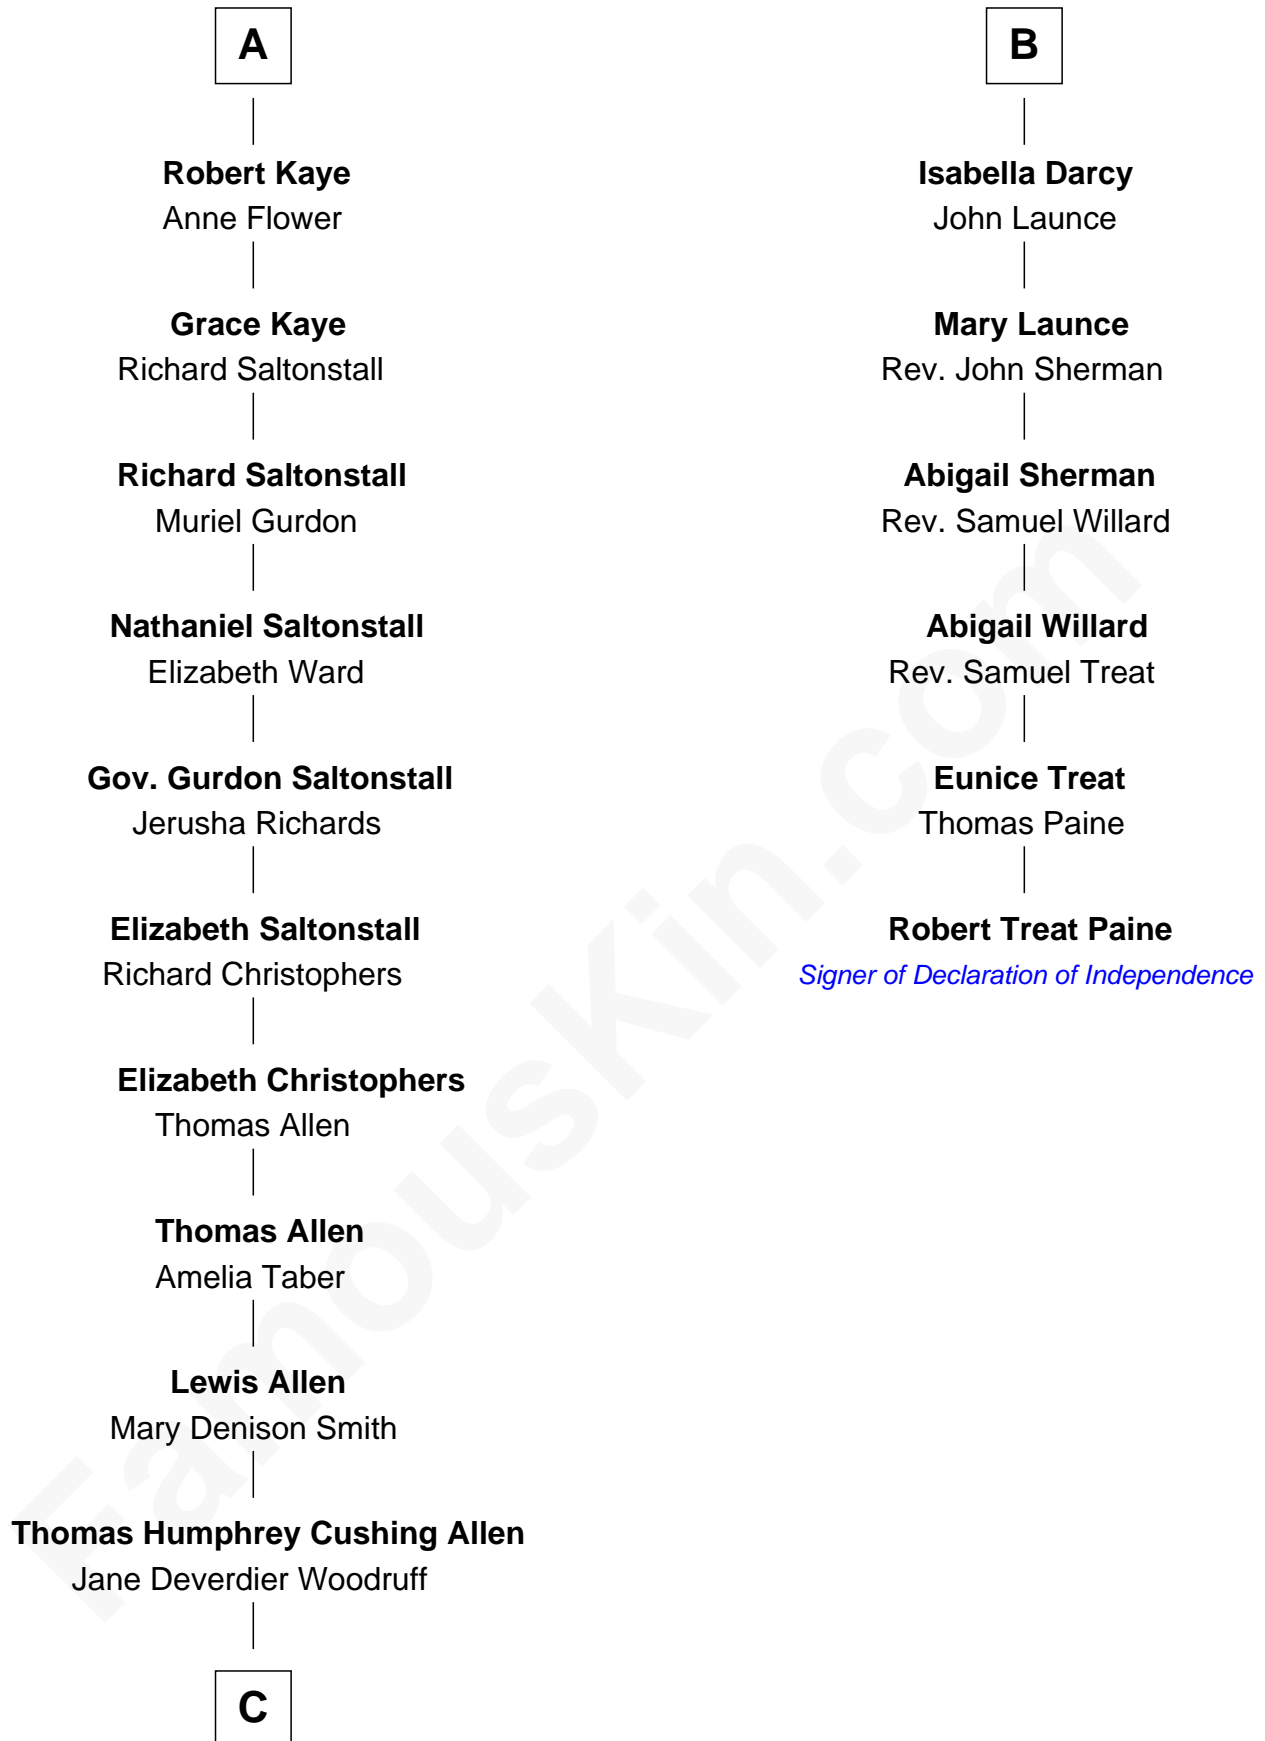 A
Robert Kaye
Anne Flower
Grace Kaye
Richard Saltonstall
Richard Saltonstall
Muriel Gurdon
Nathaniel Saltonstall
Elizabeth Ward
Gov. Gurdon Saltonstall
Jerusha Richards
Elizabeth Saltonstall
Richard Christophers
Elizabeth Christophers
Thomas Allen
Thomas Allen
Amelia Taber
Lewis Allen
Mary Denison Smith
Thomas Humphrey Cushing Allen
Jane Deverdier Woodruff
C
B
Isabella Darcy
John Launce
Mary Launce
Rev. John Sherman
Abigail Sherman
Rev. Samuel Willard
Abigail Willard
Rev. Samuel Treat
Eunice Treat
Thomas Paine
Robert Treat Paine
Signer of Declaration of Independence
FamousKin.com